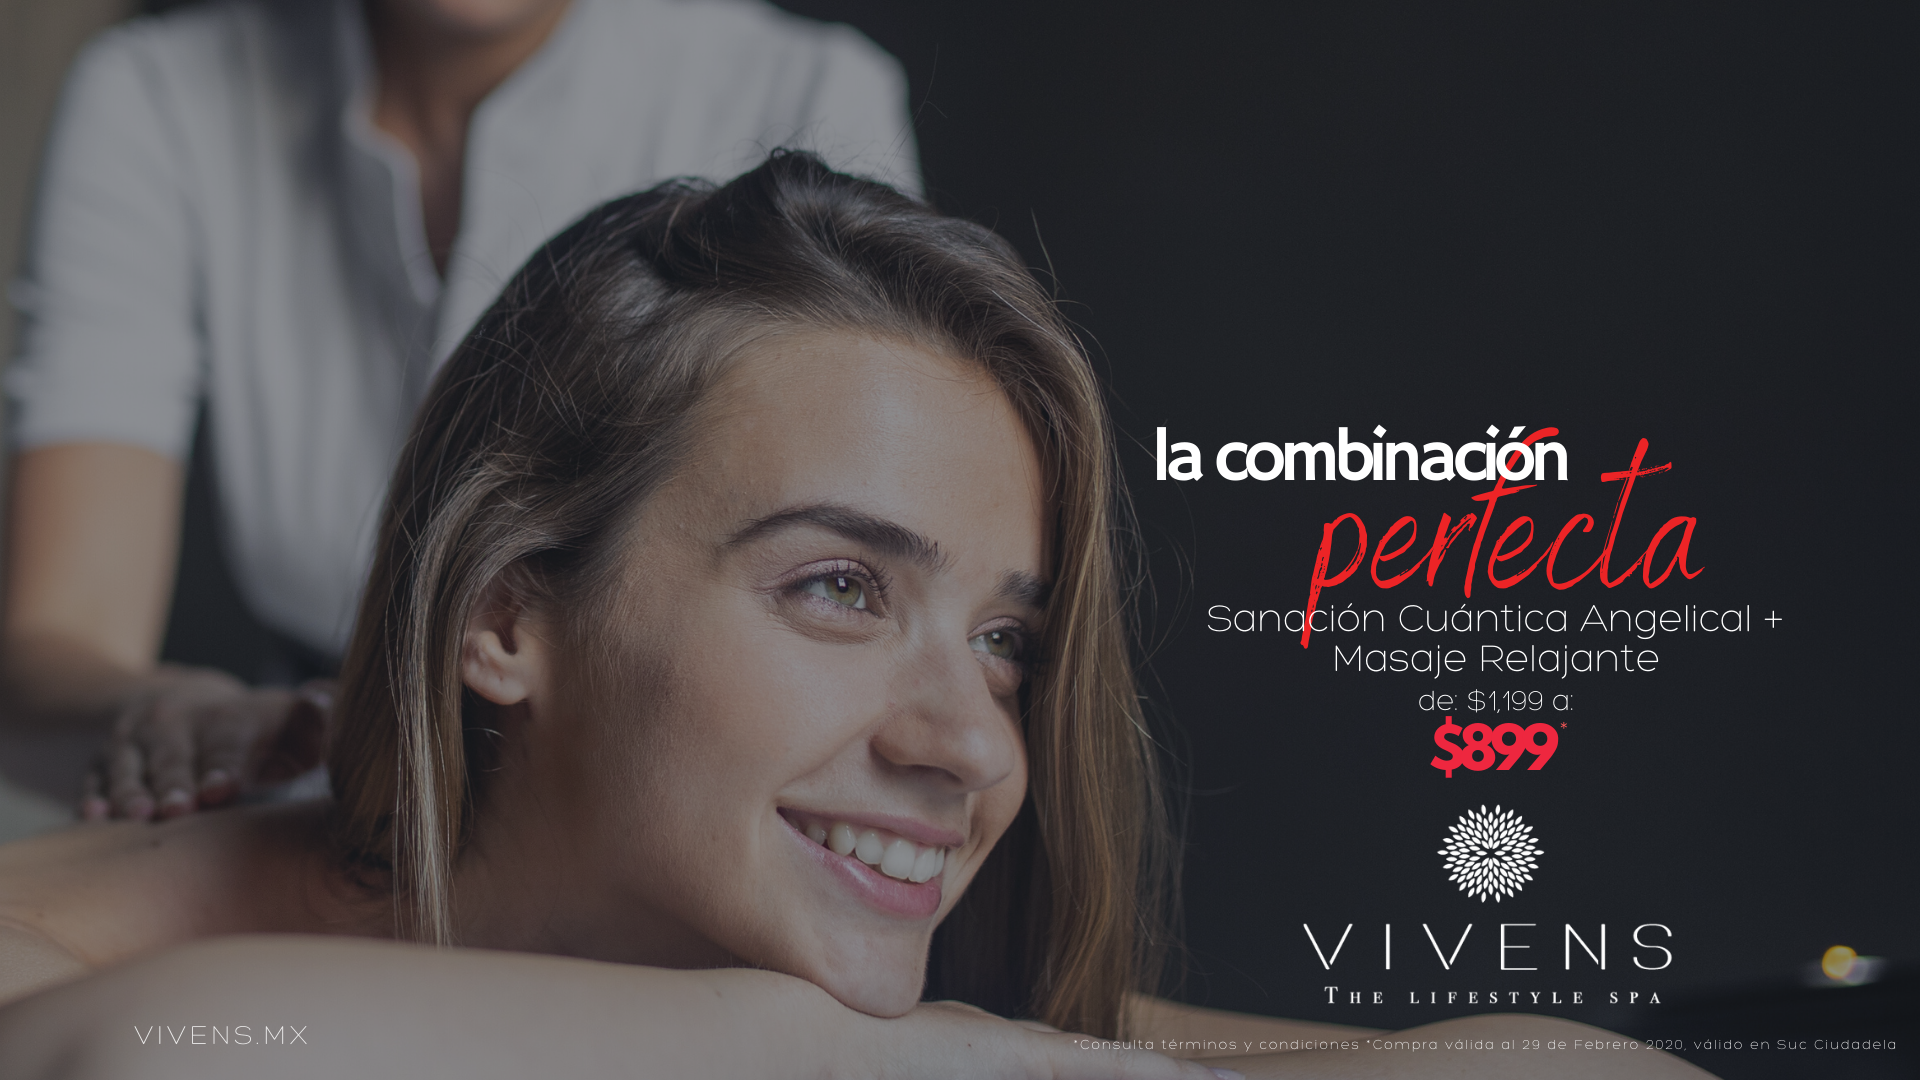 la combinación
perfecta
Sanación Cuántica Angelical +
Masaje Relajante
de: $1,199 a:
$899*
VIVENS
THE LIFESTYLE SPA
VIVENS.MX
*Consulta términos y condiciones *Compra válida al 29 de Febrero 2020, válido en Suc Ciudadela